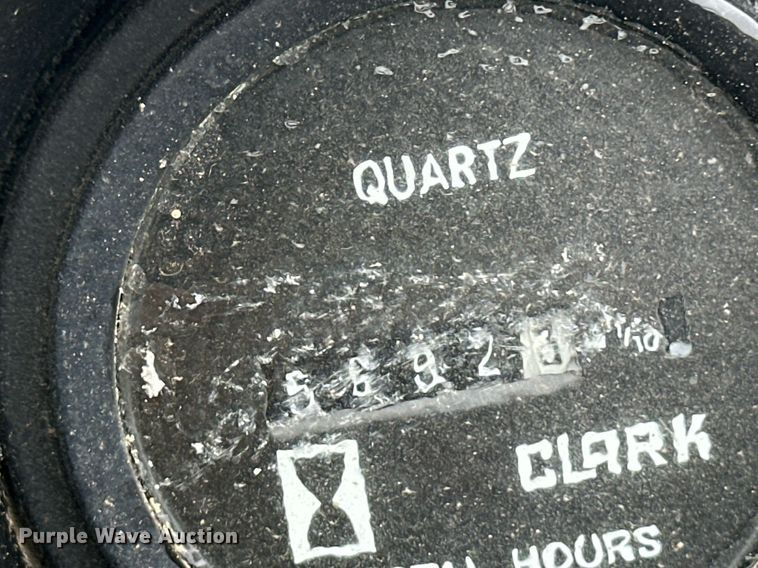 QUARTZ
5692
1/10
CLARK
HOURS
Purple Wave Auction